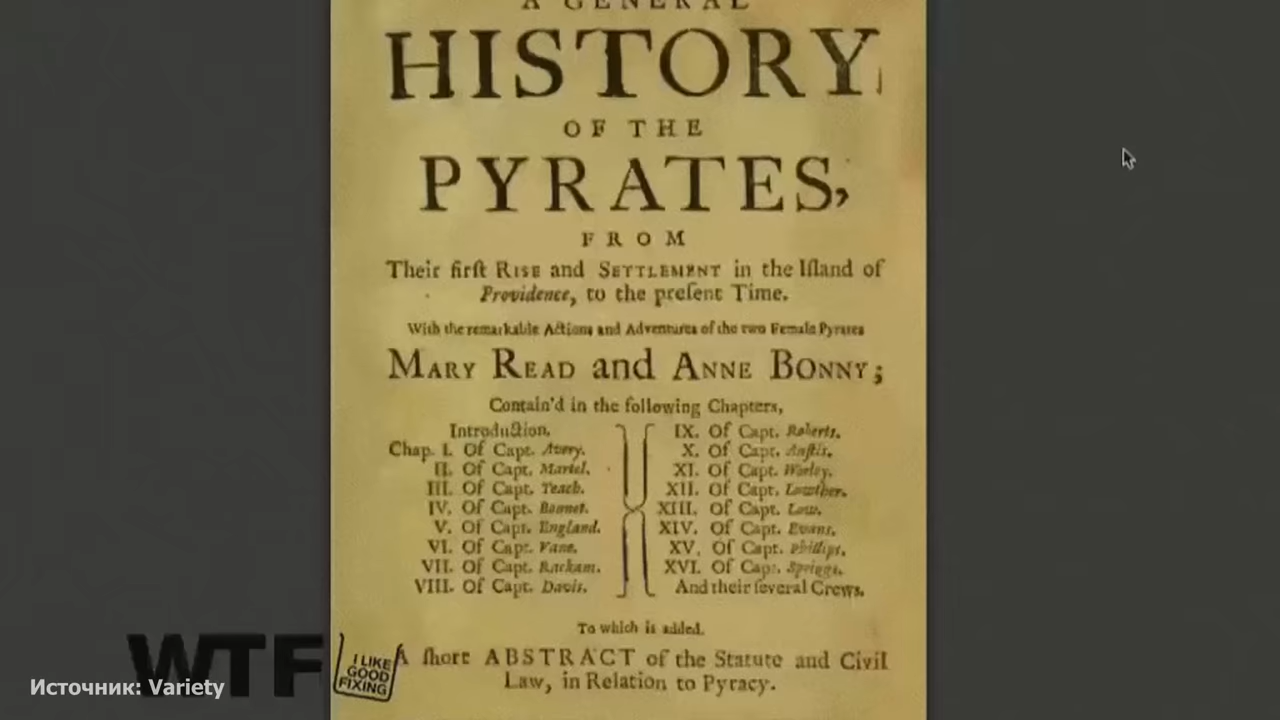 A GENERAL
HISTORY
OF THE
PYRATES,
FROM
Their firſt RISE and SETTLEMENT in the Iſland of
Providence, to the preſent Time.
With the remarkable Actions and Adventures of the two Female Pyrates
MARY READ and ANNE BONNY;
Contain'd in the following Chapters,
Introduction.
Chap. I. Of Capt. Avery.
II. Of Capt. Martel.
III. Of Capt. Teach.
IV. Of Capt. Bonnet.
V. Of Capt. England.
VI. Of Capt. Vane.
VII. Of Capt. Rackam.
VIII. Of Capt. Davis.
IX. Of Capt. Roberts.
X. Of Capt. Anſtis.
XI. Of Capt. Worley.
XII. Of Capt. Lowther.
XIII. Of Capt. Low.
XIV. Of Capt. Evans.
XV. Of Capt. Phillips.
XVI. Of Capt. Spriggs.
And their ſeveral Crews.
To which is added,
A ſhort ABSTRACT of the Statute and Civil
Law, in Relation to Pyracy.
WTF
I LIKE
GOOD
FIXING
Источник: Variety